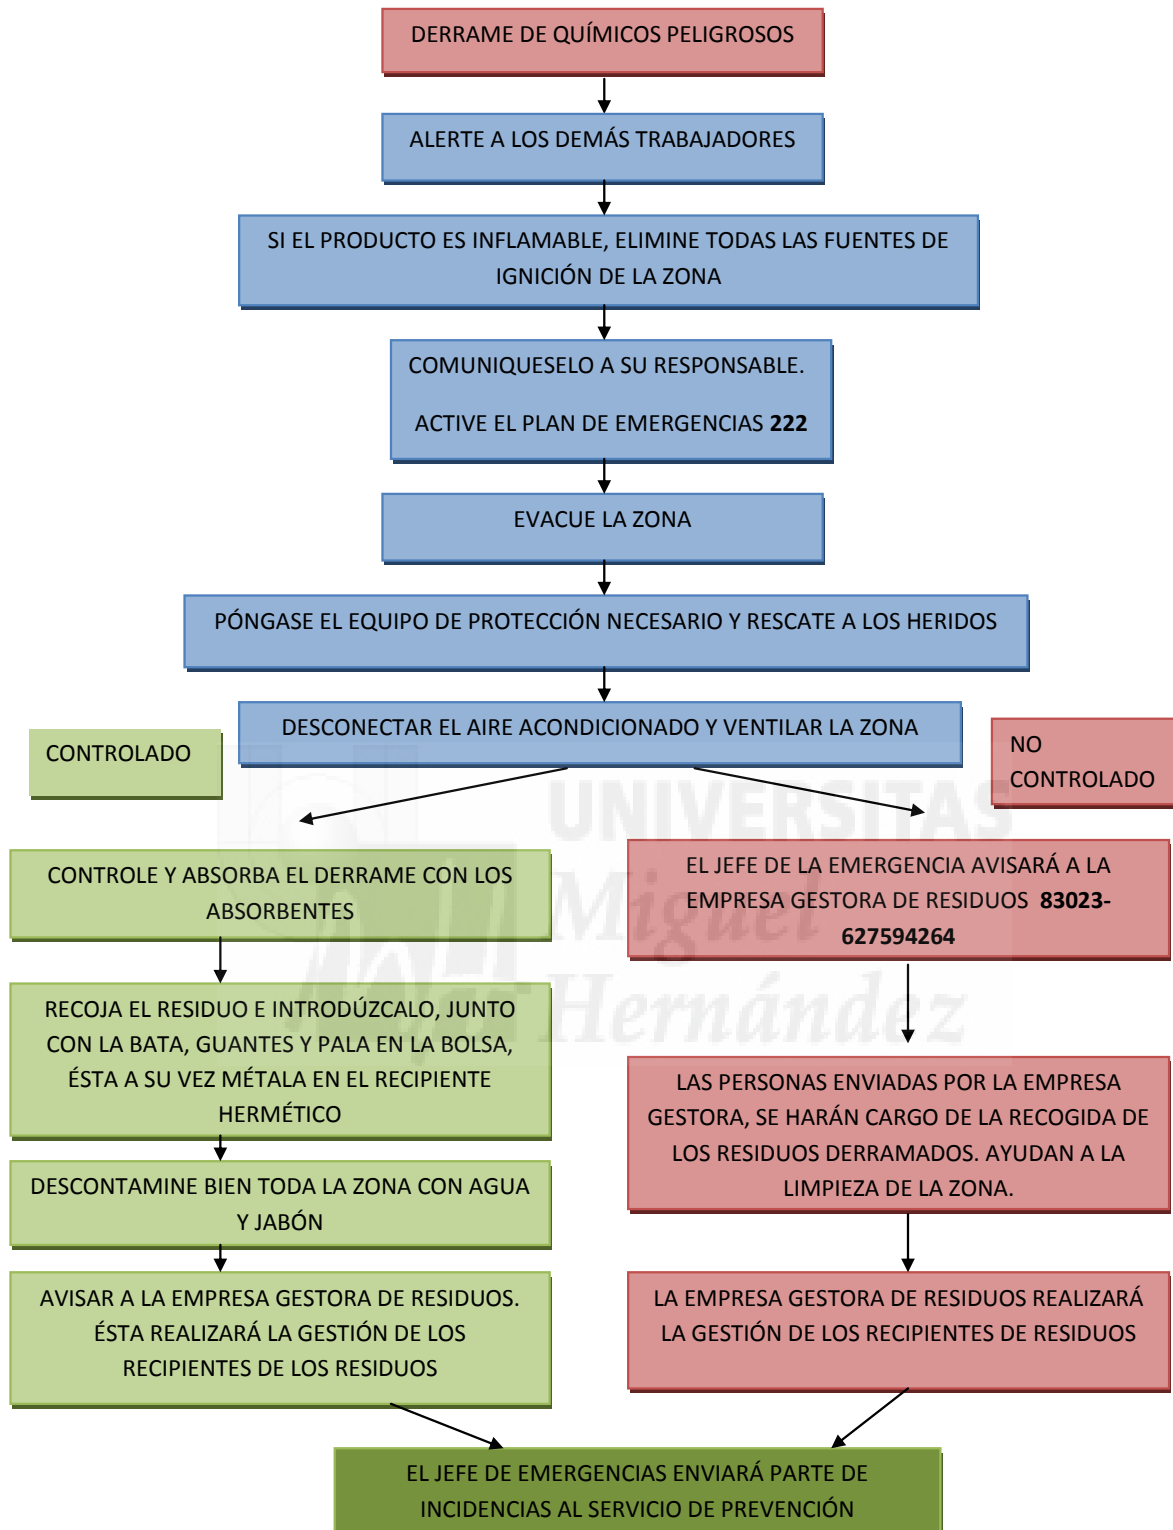 DERRAME DE QUÍMICOS PELIGROSOS
ALERTE A LOS DEMÁS TRABAJADORES
SI EL PRODUCTO ES INFLAMABLE, ELIMINE TODAS LAS FUENTES DE
IGNICIÓN DE LA ZONA
COMUNIQUESELO A SU RESPONSABLE.
ACTIVE EL PLAN DE EMERGENCIAS 222
EVACUE LA ZONA
PÓNGASE EL EQUIPO DE PROTECCIÓN NECESARIO Y RESCATE A LOS HERIDOS
DESCONECTAR EL AIRE ACONDICIONADO Y VENTILAR LA ZONA
CONTROLADO
NO
CONTROLADO
UNIVERSITAS
Miguel
Hernández
CONTROLE Y ABSORBA EL DERRAME CON LOS
ABSORBENTES
RECOJA EL RESIDUO E INTRODÚZCALO, JUNTO
CON LA BATA, GUANTES Y PALA EN LA BOLSA,
ÉSTA A SU VEZ MÉTALA EN EL RECIPIENTE
HERMÉTICO
DESCONTAMINE BIEN TODA LA ZONA CON AGUA
Y JABÓN
AVISAR A LA EMPRESA GESTORA DE RESIDUOS.
ÉSTA REALIZARÁ LA GESTIÓN DE LOS
RECIPIENTES DE LOS RESIDUOS
EL JEFE DE LA EMERGENCIA AVISARÁ A LA
EMPRESA GESTORA DE RESIDUOS 83023-
627594264
LAS PERSONAS ENVIADAS POR LA EMPRESA
GESTORA, SE HARÁN CARGO DE LA RECOGIDA DE
LOS RESIDUOS DERRAMADOS. AYUDAN A LA
LIMPIEZA DE LA ZONA.
LA EMPRESA GESTORA DE RESIDUOS REALIZARÁ
LA GESTIÓN DE LOS RECIPIENTES DE RESIDUOS
EL JEFE DE EMERGENCIAS ENVIARÁ PARTE DE
INCIDENCIAS AL SERVICIO DE PREVENCIÓN